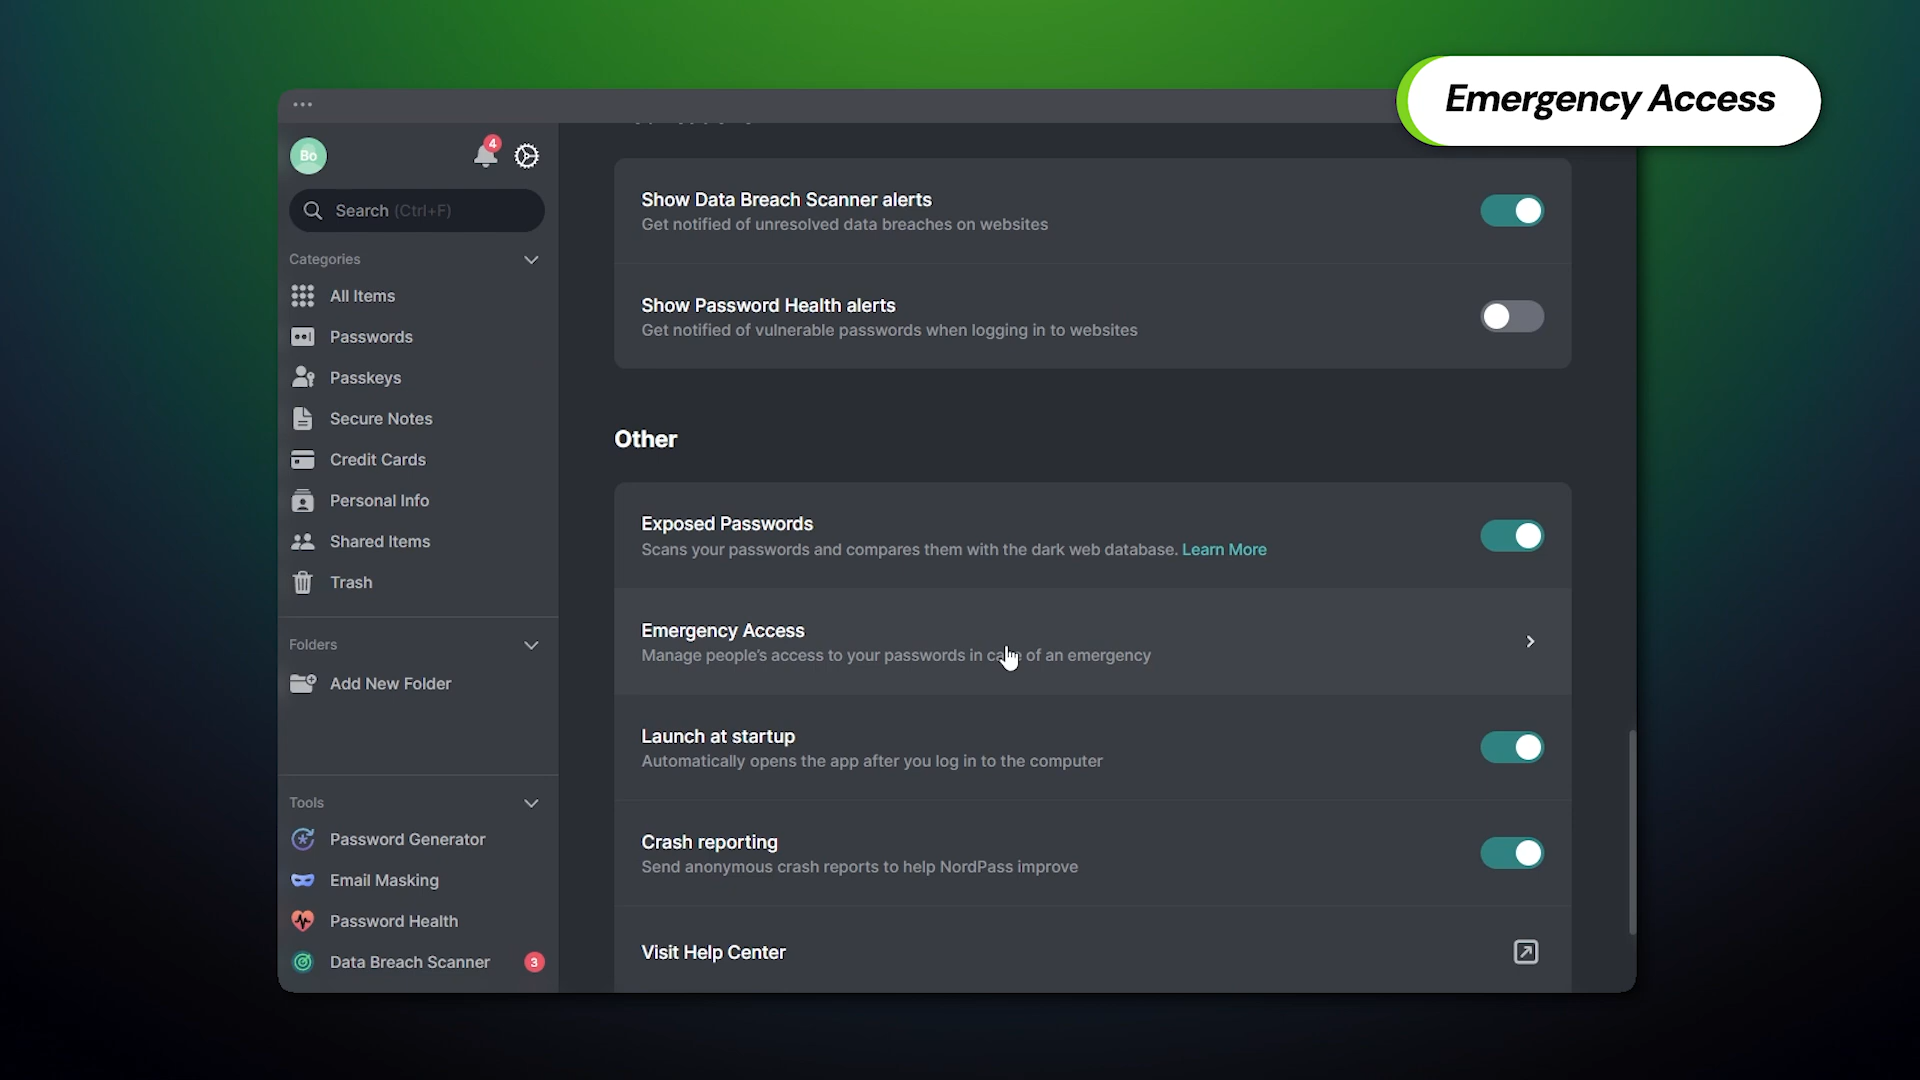 Emergency Access
Bo
4
Search (Ctrl+F)
Categories
All Items
Passwords
Passkeys
Secure Notes
Credit Cards
Personal Info
Shared Items
Trash
Folders
Add New Folder
Tools
Password Generator
Email Masking
Password Health
Data Breach Scanner
3
Show Data Breach Scanner alerts
Get notified of unresolved data breaches on websites
Show Password Health alerts
Get notified of vulnerable passwords when logging in to websites
Other
Exposed Passwords
Scans your passwords and compares them with the dark web database. Learn More
Emergency Access
Manage people's access to your passwords in case of an emergency
Launch at startup
Automatically opens the app after you log in to the computer
Crash reporting
Send anonymous crash reports to help NordPass improve
Visit Help Center